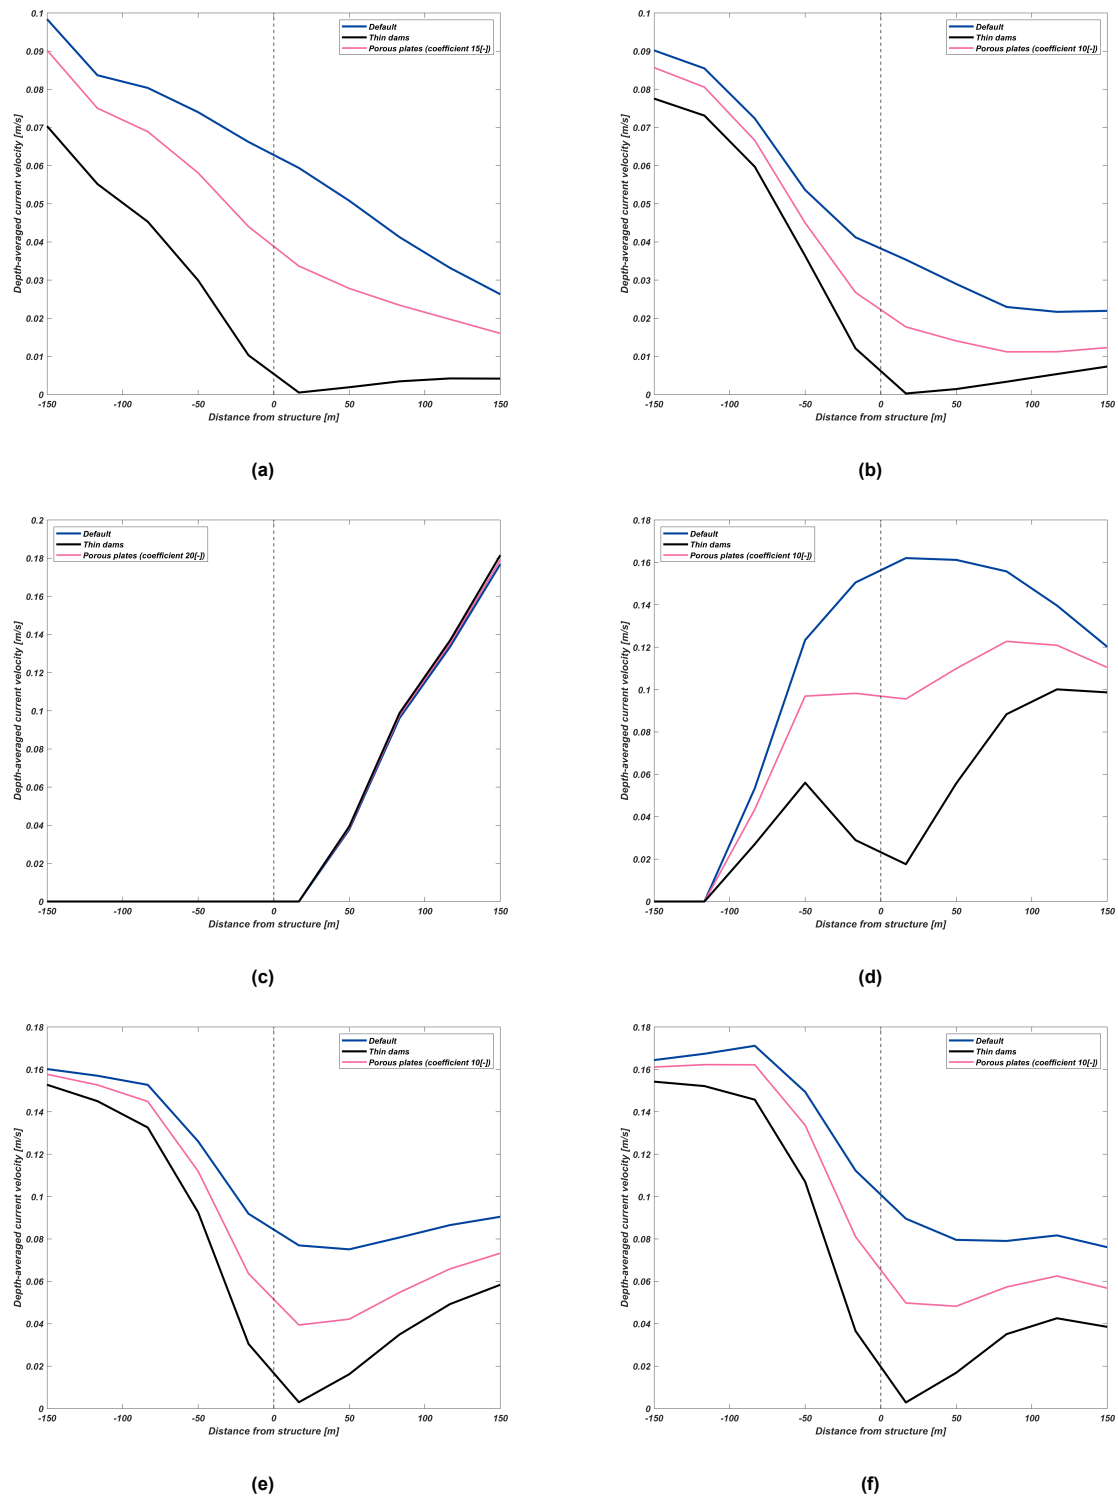 0.1
0.09
0.08
0.07
0.06
0.05
0.04
0.03
0.02
0.01
0
Depth-averaged current velocity [m/s]
Default
Thin dams
Porous plates (coefficient 15[-])
-150 -100 -50 0 50 100 150
Distance from structure [m]
(a)
0.1
0.09
0.08
0.07
0.06
0.05
0.04
0.03
0.02
0.01
0
Depth-averaged current velocity [m/s]
Default
Thin dams
Porous plates (coefficient 10[-])
-150 -100 -50 0 50 100 150
Distance from structure [m]
(b)
0.2
0.18
0.16
0.14
0.12
0.1
0.08
0.06
0.04
0.02
0
Depth-averaged current velocity [m/s]
Default
Thin dams
Porous plates (coefficient 20[-])
-150 -100 -50 0 50 100 150
Distance from structure [m]
(c)
0.18
0.16
0.14
0.12
0.1
0.08
0.06
0.04
0.02
0
Depth-averaged current velocity [m/s]
Default
Thin dams
Porous plates (coefficient 10[-])
-150 -100 -50 0 50 100 150
Distance from structure [m]
(d)
0.18
0.16
0.14
0.12
0.1
0.08
0.06
0.04
0.02
0
Depth-averaged current velocity [m/s]
Default
Thin dams
Porous plates (coefficient 10[-])
-150 -100 -50 0 50 100 150
Distance from structure [m]
(e)
0.18
0.16
0.14
0.12
0.1
0.08
0.06
0.04
0.02
0
Depth-averaged current velocity [m/s]
Default
Thin dams
Porous plates (coefficient 10[-])
-150 -100 -50 0 50 100 150
Distance from structure [m]
(f)